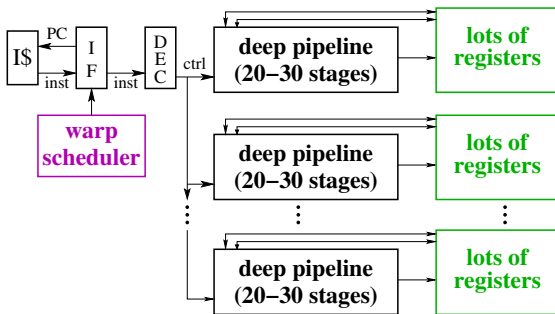 I$
PC
inst
I
F
inst
D
E
C
ctrl
warp
scheduler
deep pipeline
(20−30 stages)
lots of
registers
deep pipeline
(20−30 stages)
lots of
registers
deep pipeline
(20−30 stages)
lots of
registers